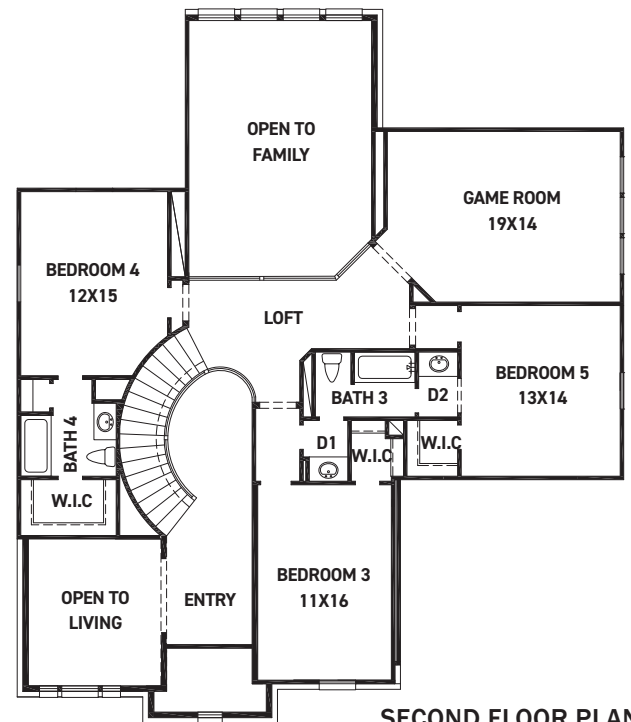 OPEN TO
FAMILY
GAME ROOM
19X14
BEDROOM 4
12X15
LOFT
BEDROOM 5
13X14
BATH 3
D2
BATH 4
D1
W.I.C
W.I.C
W.I.C
BEDROOM 3
11X16
OPEN TO
LIVING
ENTRY
SECOND FLOOR PLAN